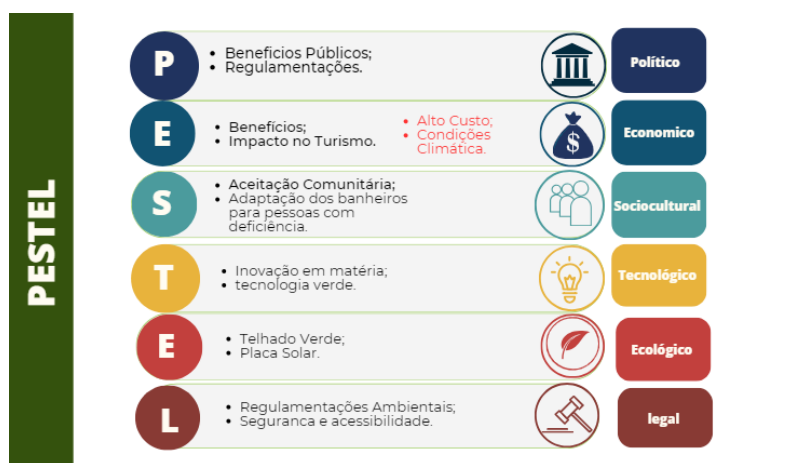 PESTEL
P
• Beneficios Públicos;
• Regulamentações.
Político
E
• Benefícios;
• Impacto no Turismo.
• Alto Custo;
• Condições
Climática.
$
Economico
S
• Aceitação Comunitária;
• Adaptação dos banheiros
para pessoas com
deficiência.
Sociocultural
T
• Inovação em matéria;
• tecnologia verde.
Tecnológico
E
• Telhado Verde;
• Placa Solar.
Ecológico
L
• Regulamentações Ambientais;
• Seguranca e acessibilidade.
legal